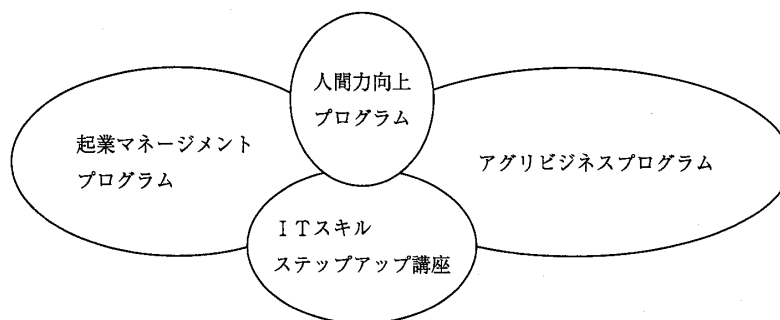 人間力向上
プログラム
起業マネージメント
プログラム
アグリビジネスプログラム
ＩＴスキル
ステップアップ講座